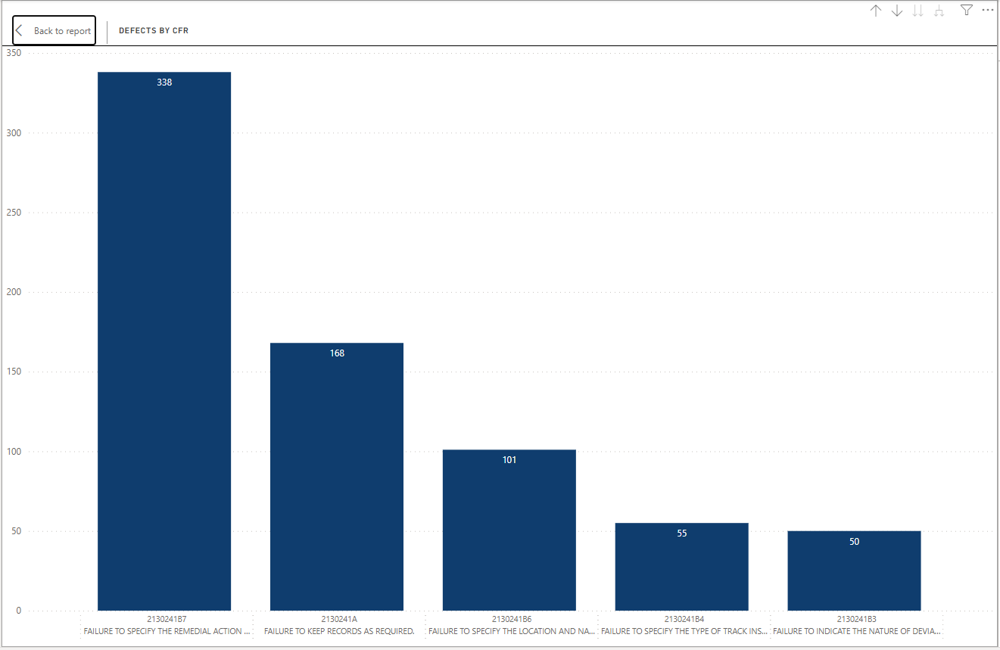 Back to report
DEFECTS BY CFR
350
338
300
250
200
150
168
100
101
50
55
50
0
2130241B7
FAILURE TO SPECIFY THE REMEDIAL ACTION ...
2130241A
FAILURE TO KEEP RECORDS AS REQUIRED.
2130241B6
FAILURE TO SPECIFY THE LOCATION AND NA...
2130241B4
FAILURE TO SPECIFY THE TYPE OF TRACK INS...
2130241B3
FAILURE TO INDICATE THE NATURE OF DEVIA...